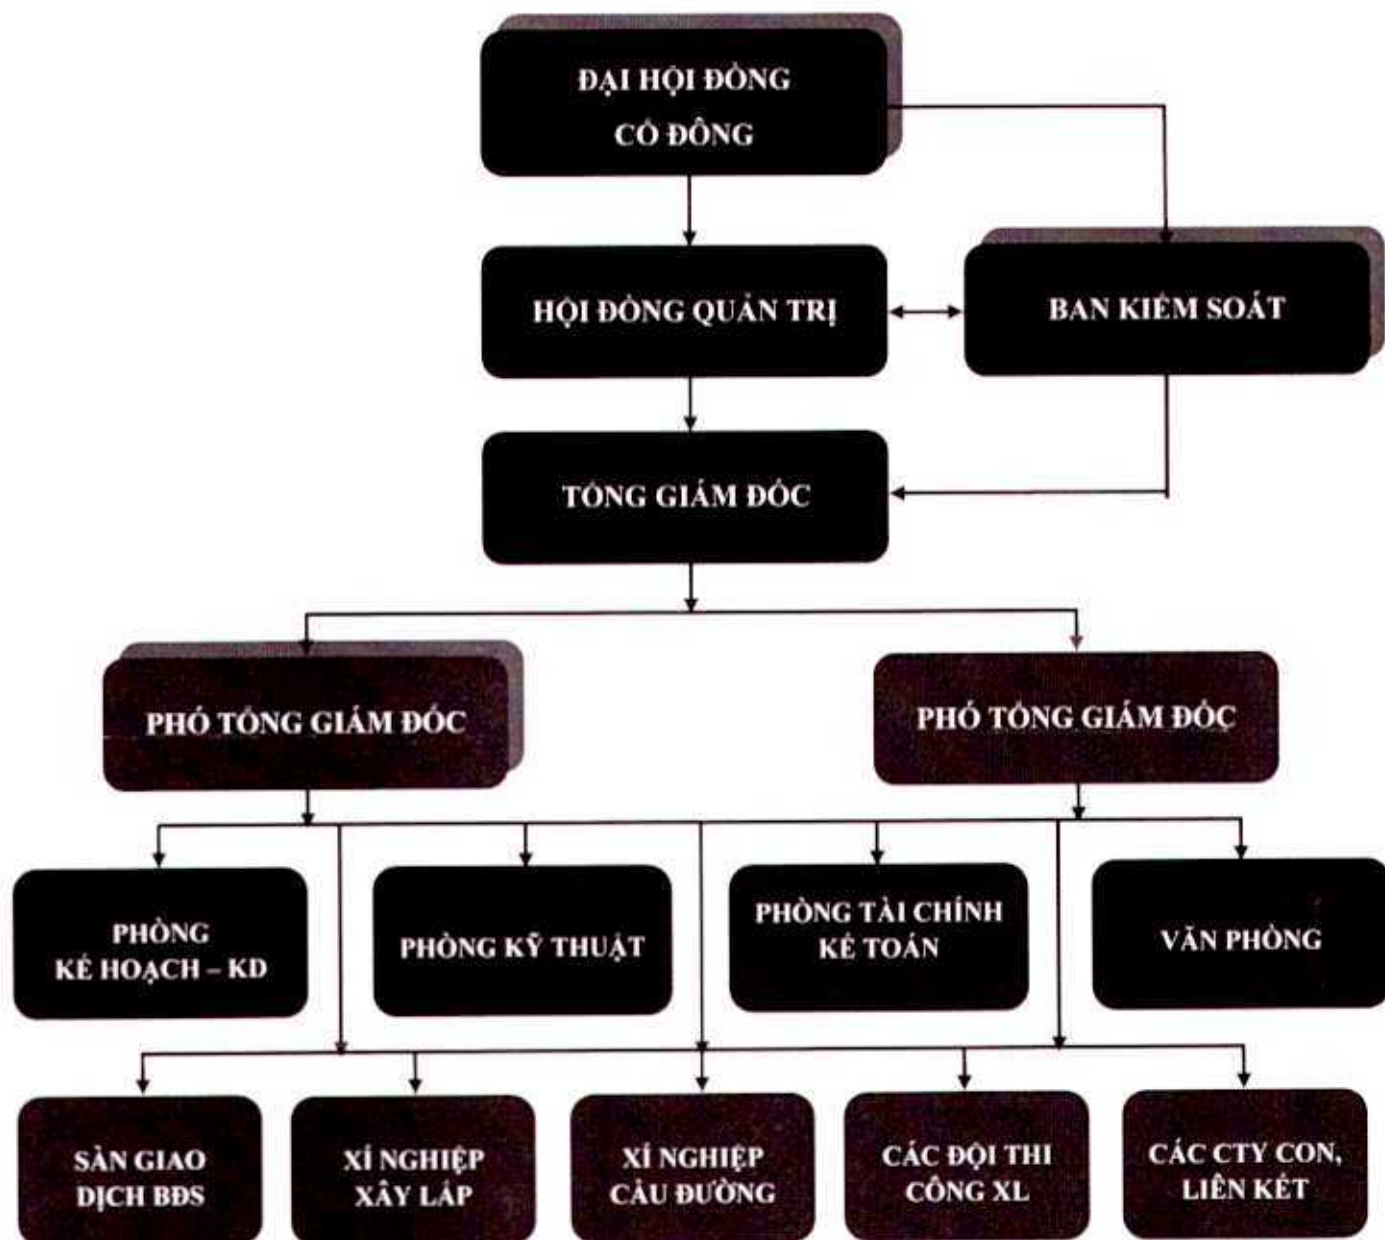 ĐẠI HỘI ĐỒNG
CỔ ĐÔNG
HỘI ĐỒNG QUẢN TRỊ
BAN KIỂM SOÁT
TỔNG GIÁM ĐỐC
PHÓ TỔNG GIÁM ĐỐC
PHÓ TỔNG GIÁM ĐỐC
PHÒNG
KẾ HOẠCH – KD
PHÒNG KỸ THUẬT
PHÒNG TÀI CHÍNH
KẾ TOÁN
VĂN PHÒNG
SÀN GIAO
DỊCH BĐS
XÍ NGHIỆP
XÂY LẮP
XÍ NGHIỆP
CẦU ĐƯỜNG
CÁC ĐỘI THI
CÔNG XL
CÁC CTY CON,
LIÊN KẾT